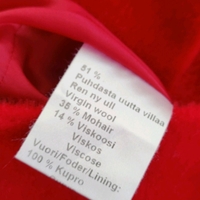 51 %
Puhdasta uutta villaa
Ren ny ull
Virgin wool
35 % Mohair
14 % Viskoosi
Viskos
Viscose
Vuori/Foder/Lining:
100 % Kupro